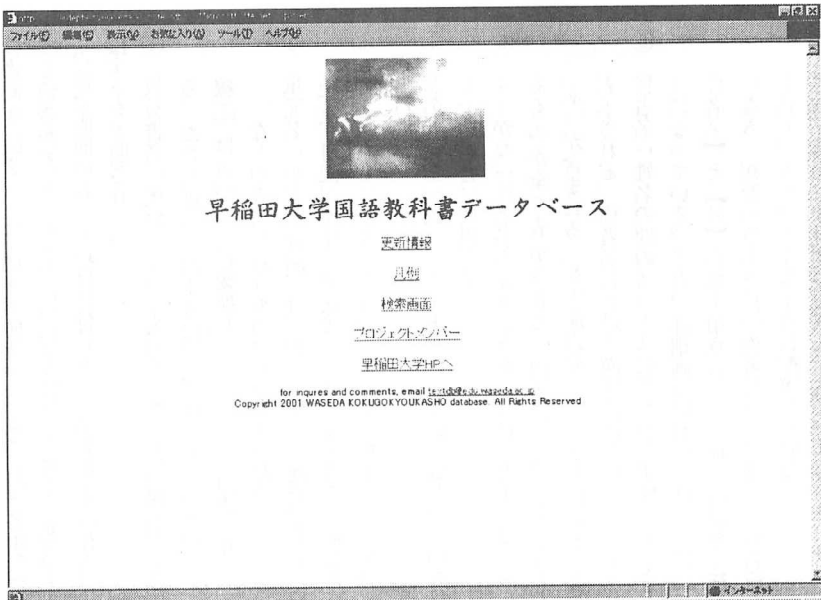 ファイル(F) 編集(E) 表示(V) お気に入り(A) ツール(T) ヘルプ(H)
早稲田大学国語教科書データベース
更新情報
凡例
検索画面
プロジェクトメンバー
早稲田大学HPへ
for inqures and comments, email
Copyright 2001 WASEDA KOKUGOKYOUKASHO database. All Rights Reserved
インターネット